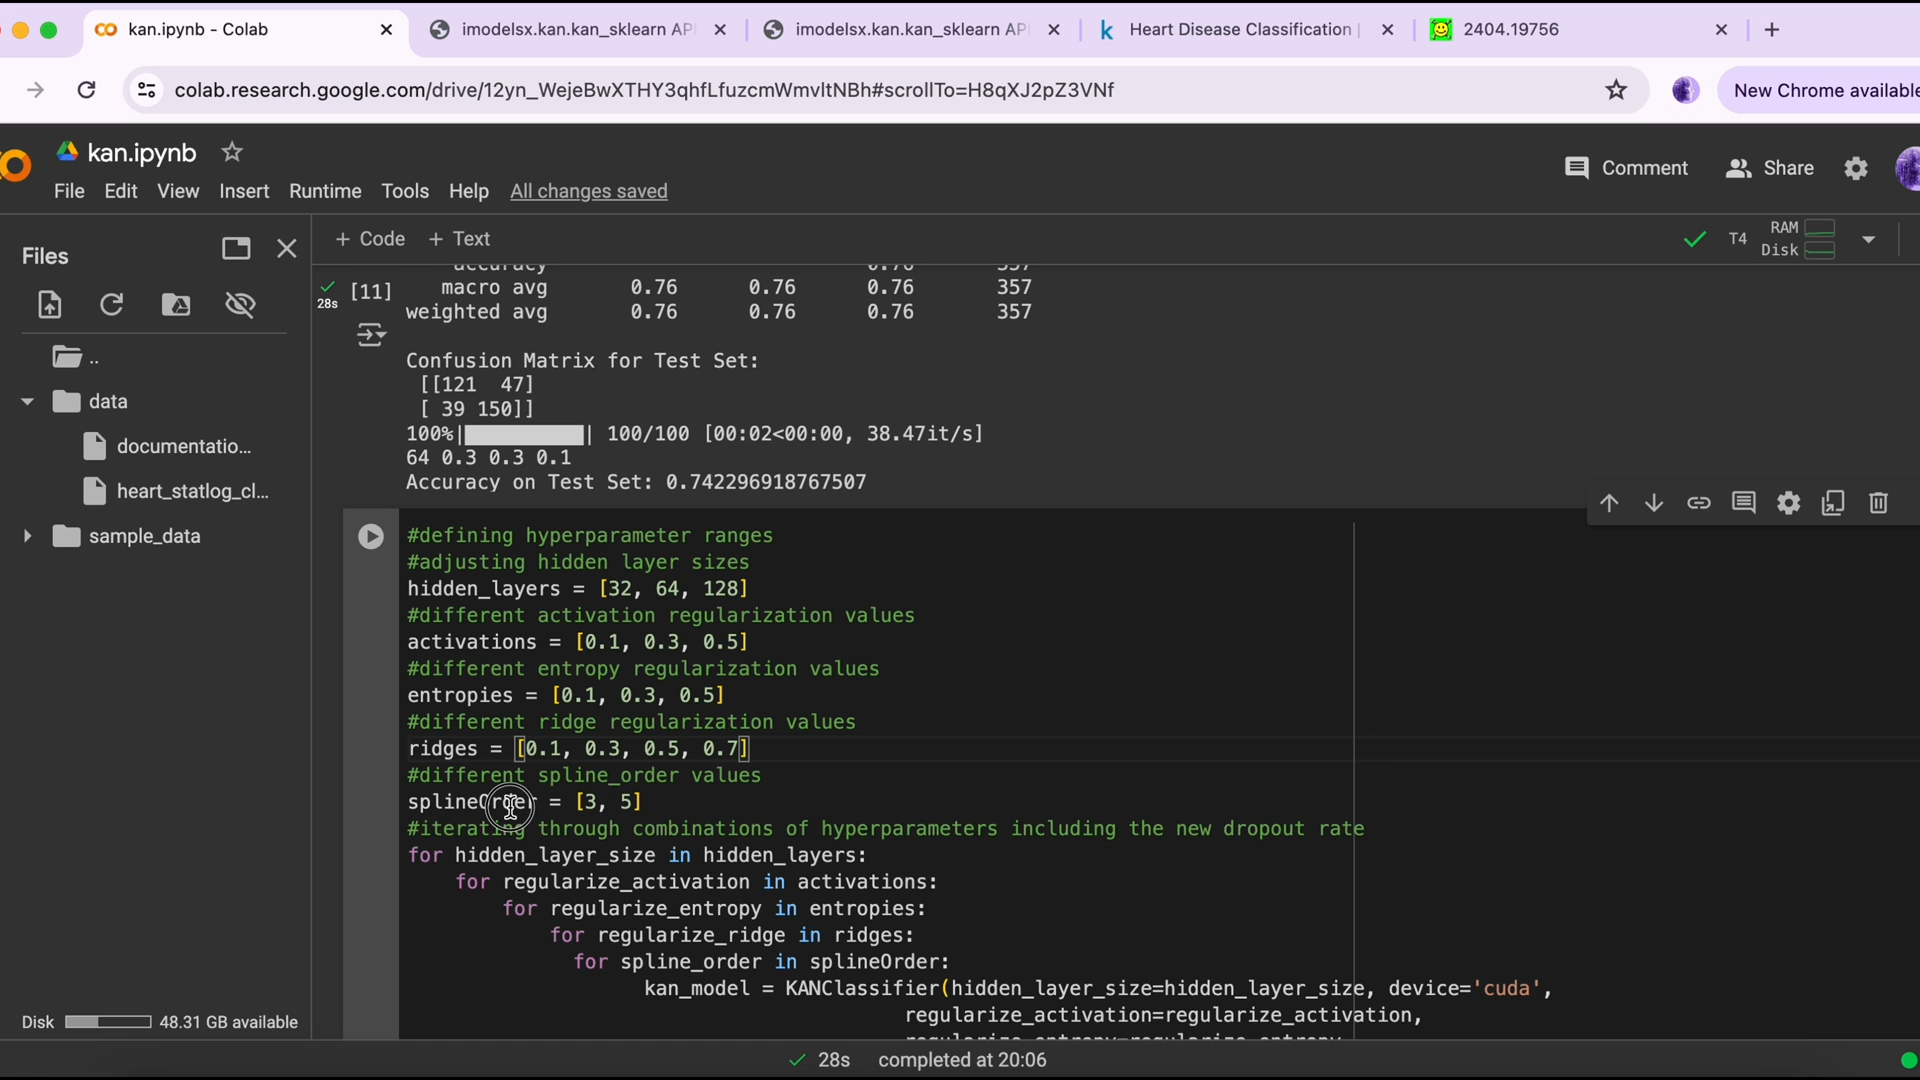 kan.ipynb - Colab
imodelsx.kan.kan_sklearn AP
imodelsx.kan.kan_sklearn AP
Heart Disease Classification |
2404.19756
colab.research.google.com/drive/12yn_WejeBwXTHY3qhfLfuzcmWmvltNBh#scrollTo=H8qXJ2pZ3VNf
New Chrome available
kan.ipynb
Comment
Share
File Edit View Insert Runtime Tools Help All changes saved
Files
+ Code + Text
T4
RAM
Disk
..
data
documentatio...
heart_statlog_cl...
sample_data
Disk 48.31 GB available
28s
[11]
accuracy 0.76 357
macro avg 0.76 0.76 0.76 357
weighted avg 0.76 0.76 0.76 357
Confusion Matrix for Test Set:
[[121 47]
[ 39 150]]
100%| | 100/100 [00:02<00:00, 38.47it/s]
64 0.3 0.3 0.1
Accuracy on Test Set: 0.742296918767507
#defining hyperparameter ranges
#adjusting hidden layer sizes
hidden_layers = [32, 64, 128]
#different activation regularization values
activations = [0.1, 0.3, 0.5]
#different entropy regularization values
entropies = [0.1, 0.3, 0.5]
#different ridge regularization values
ridges = [0.1, 0.3, 0.5, 0.7]
#different spline_order values
splineOrder = [3, 5]
#iterating through combinations of hyperparameters including the new dropout rate
for hidden_layer_size in hidden_layers:
for regularize_activation in activations:
for regularize_entropy in entropies:
for regularize_ridge in ridges:
for spline_order in splineOrder:
kan_model = KANClassifier(hidden_layer_size=hidden_layer_size, device='cuda',
regularize_activation=regularize_activation,
regularize_entropy=regularize_entropy,
28s completed at 20:06